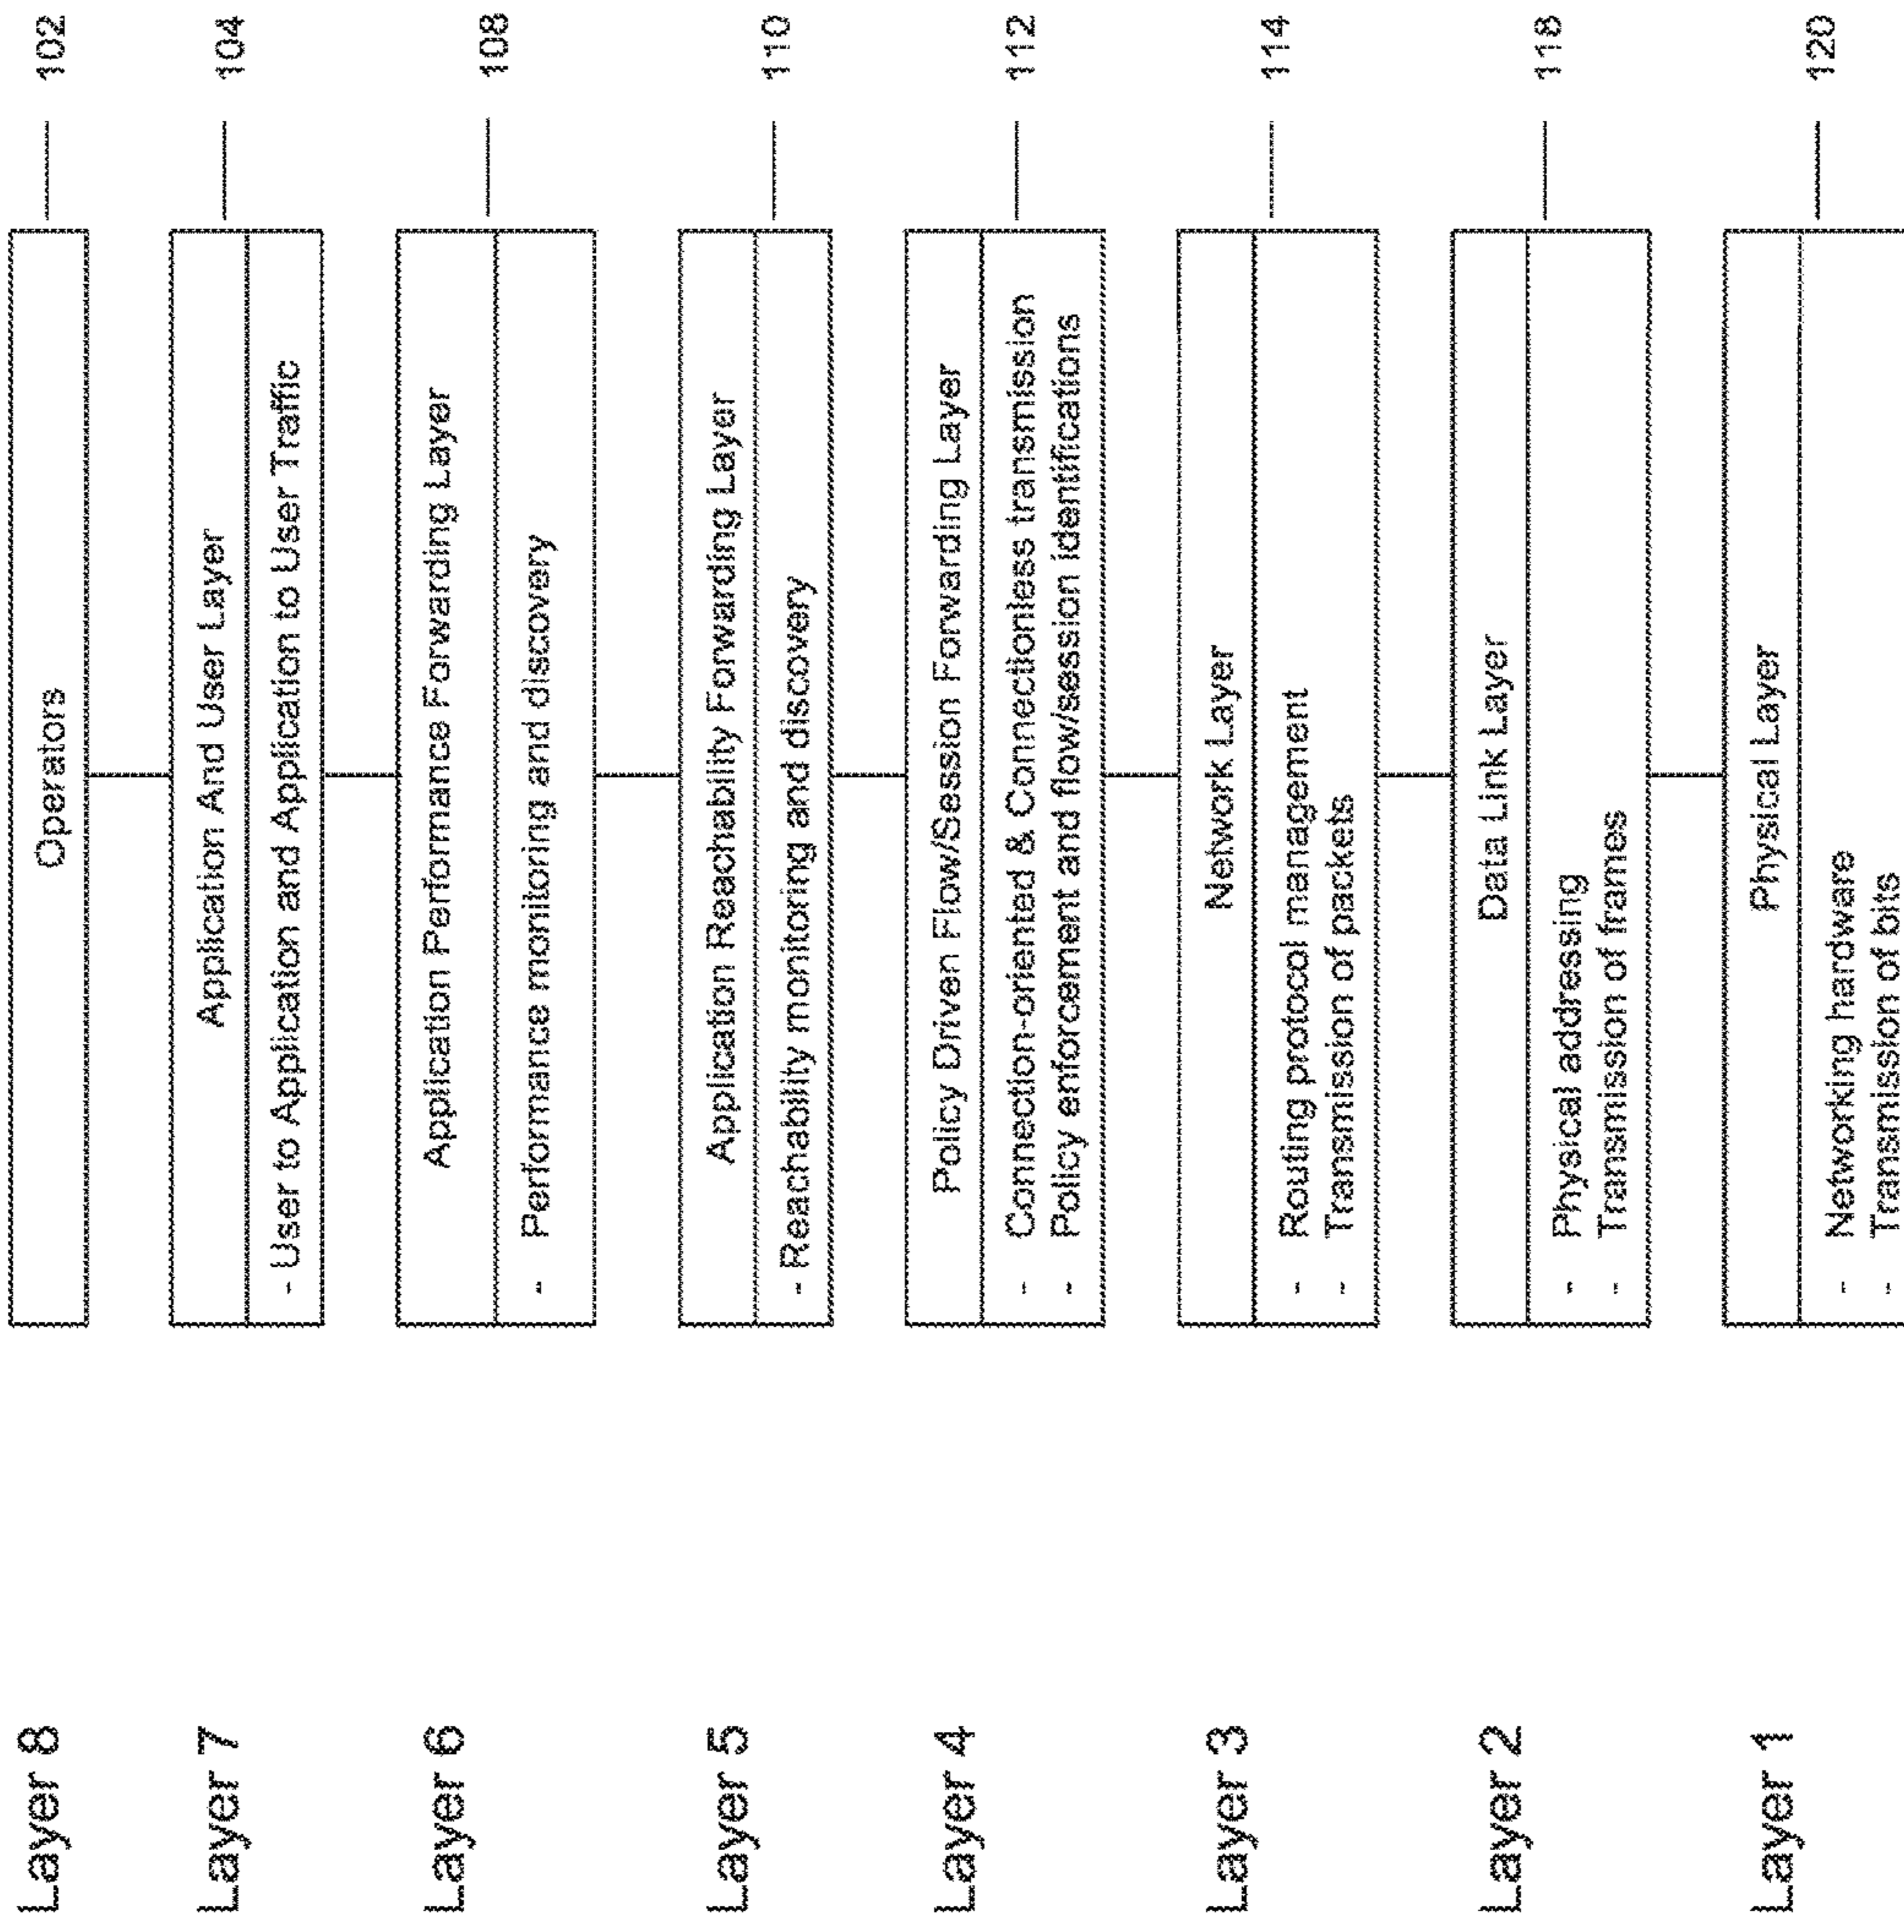 Layer 8
Operators
102
Layer 7
Application And User Layer
- User to Application and Application to User Traffic
104
Layer 6
Application Performance Forwarding Layer
- Performance monitoring and discovery
108
Layer 5
Application Reachability Forwarding Layer
- Reachability monitoring and discovery
110
Layer 4
Policy Driven Flow/Session Forwarding Layer
- Connection-oriented & Connectionless transmission
- Policy enforcement and flow/session identifications
112
Layer 3
Network Layer
- Routing protocol management
- Transmission of packets
114
Layer 2
Data Link Layer
- Physical addressing
- Transmission of frames
118
Layer 1
Physical Layer
- Networking hardware
- Transmission of bits
120